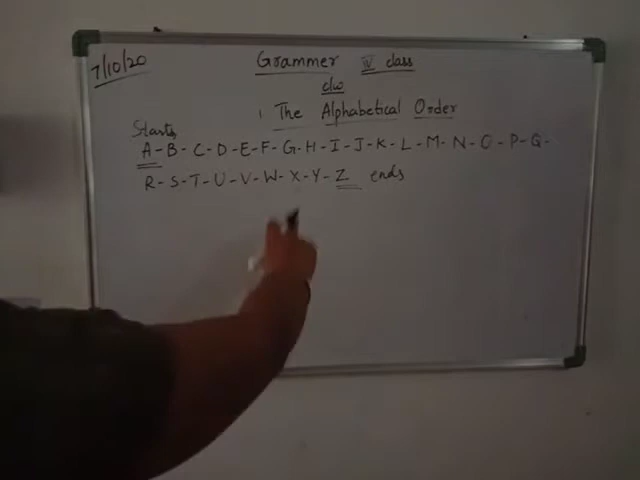 7/10/20
Grammer IV class
c/w
1 The Alphabetical Order
Starts
A-B-C-D-E-F-G-H-I-J-K-L-M-N-O-P-Q-
R-S-T-U-V-W-X-Y-Z ends